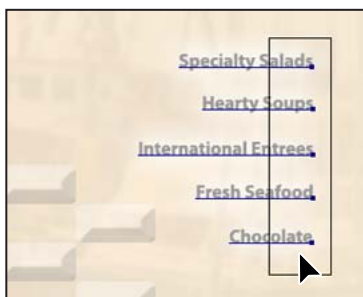 Specialty Salads
Hearty Soups
International Entrees
Fresh Seafood
Chocolate